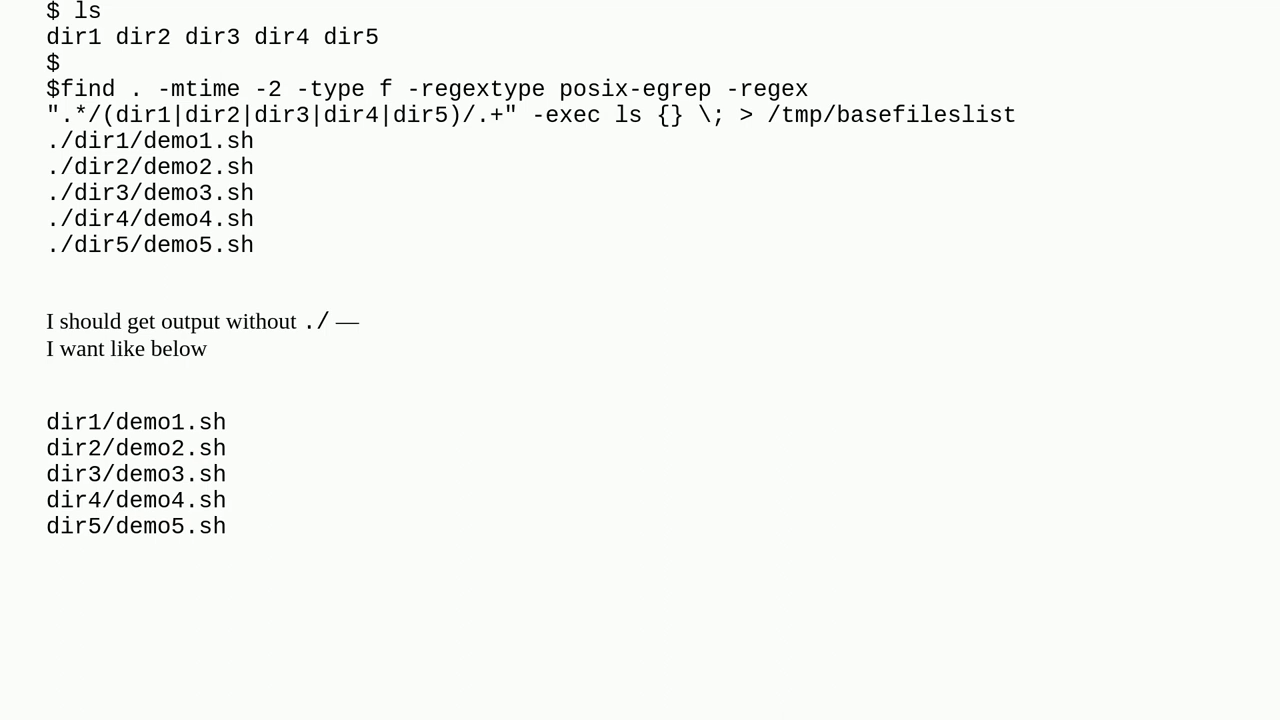 $ ls
dir1 dir2 dir3 dir4 dir5
$
$find . -mtime -2 -type f -regextype posix-egrep -regex
".*/(dir1|dir2|dir3|dir4|dir5)/.+" -exec ls {} \; > /tmp/basefileslist
./dir1/demo1.sh
./dir2/demo2.sh
./dir3/demo3.sh
./dir4/demo4.sh
./dir5/demo5.sh
I should get output without ./ —
I want like below
dir1/demo1.sh
dir2/demo2.sh
dir3/demo3.sh
dir4/demo4.sh
dir5/demo5.sh